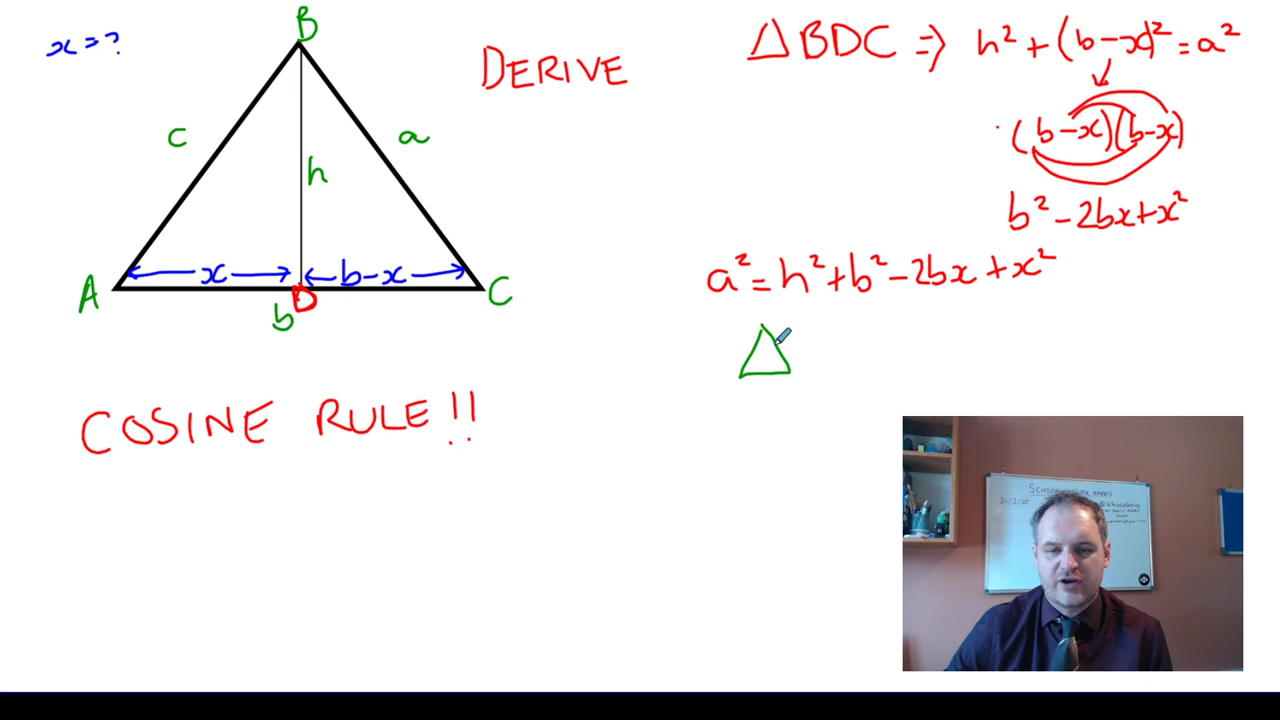 x=?
B
DERIVE
c
a
h
x
b-x
A
D
C
b
COSINE RULE!!
△BDC ⇒ h² + (b-x)² = a²
(b-x)(b-x)
b² - 2bx + x²
a² = h² + b² - 2bx + x²
△